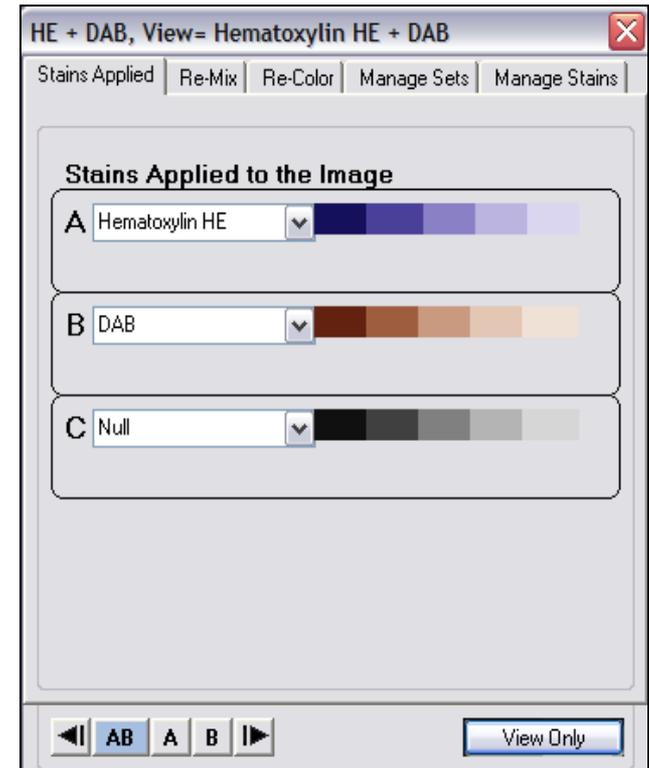 HE + DAB, View= Hematoxylin HE + DAB
Stains Applied Re-Mix Re-Color Manage Sets Manage Stains
Stains Applied to the Image
A Hematoxylin HE
B DAB
C Null
AB A B View Only